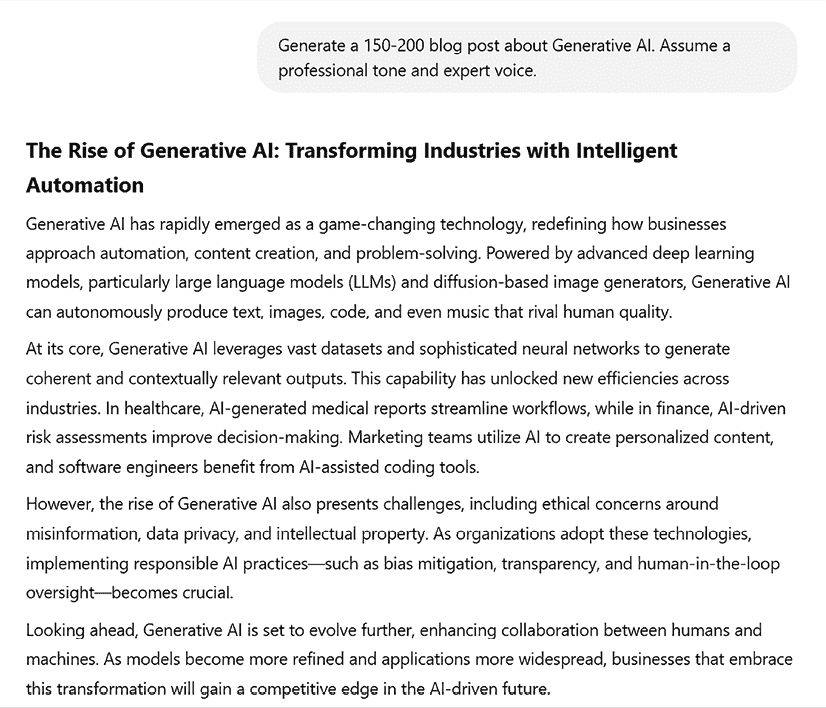 Generate a 150-200 blog post about Generative AI. Assume a
professional tone and expert voice.
The Rise of Generative AI: Transforming Industries with Intelligent
Automation
Generative AI has rapidly emerged as a game-changing technology, redefining how businesses
approach automation, content creation, and problem-solving. Powered by advanced deep learning
models, particularly large language models (LLMs) and diffusion-based image generators, Generative AI
can autonomously produce text, images, code, and even music that rival human quality.
At its core, Generative AI leverages vast datasets and sophisticated neural networks to generate
coherent and contextually relevant outputs. This capability has unlocked new efficiencies across
industries. In healthcare, AI-generated medical reports streamline workflows, while in finance, AI-driven
risk assessments improve decision-making. Marketing teams utilize AI to create personalized content,
and software engineers benefit from AI-assisted coding tools.
However, the rise of Generative AI also presents challenges, including ethical concerns around
misinformation, data privacy, and intellectual property. As organizations adopt these technologies,
implementing responsible AI practices—such as bias mitigation, transparency, and human-in-the-loop
oversight—becomes crucial.
Looking ahead, Generative AI is set to evolve further, enhancing collaboration between humans and
machines. As models become more refined and applications more widespread, businesses that embrace
this transformation will gain a competitive edge in the AI-driven future.